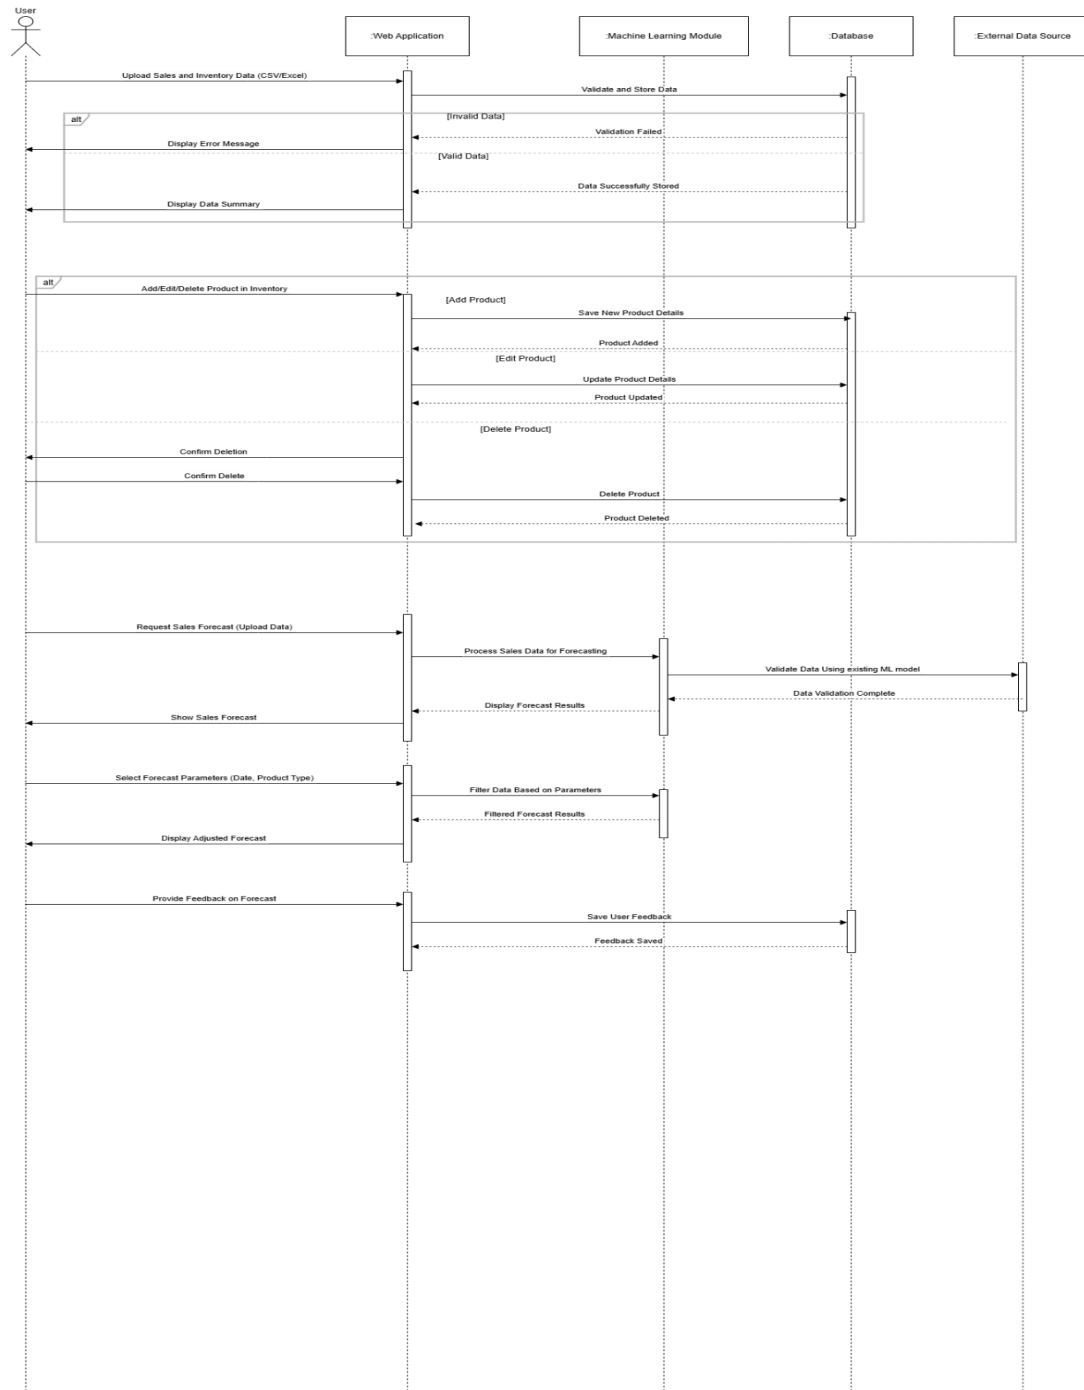 User
:Web Application
:Machine Learning Module
:Database
:External Data Source
Upload Sales and Inventory Data (CSV/Excel)
Validate and Store Data
alt
[Invalid Data]
Validation Failed
Display Error Message
[Valid Data]
Data Successfully Stored
Display Data Summary
alt
Add/Edit/Delete Product in Inventory
[Add Product]
Save New Product Details
Product Added
[Edit Product]
Update Product Details
Product Updated
[Delete Product]
Confirm Deletion
Confirm Delete
Delete Product
Product Deleted
Request Sales Forecast (Upload Data)
Process Sales Data for Forecasting
Validate Data Using existing ML model
Data Validation Complete
Display Forecast Results
Show Sales Forecast
Select Forecast Parameters (Date, Product Type)
Filter Data Based on Parameters
Filtered Forecast Results
Display Adjusted Forecast
Provide Feedback on Forecast
Save User Feedback
Feedback Saved